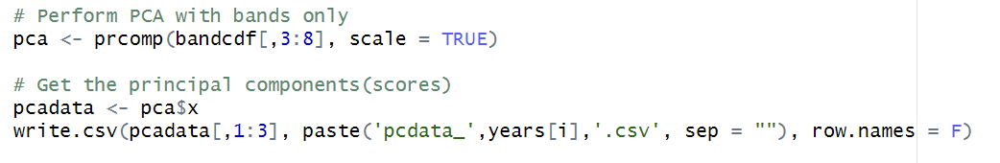 # Perform PCA with bands only
pca <- prcomp(bandcdf[,3:8], scale = TRUE)
# Get the principal components(scores)
pcadata <- pca$x
write.csv(pcadata[,1:3], paste('pcdata_',years[i],'.csv', sep = ""), row.names = F)